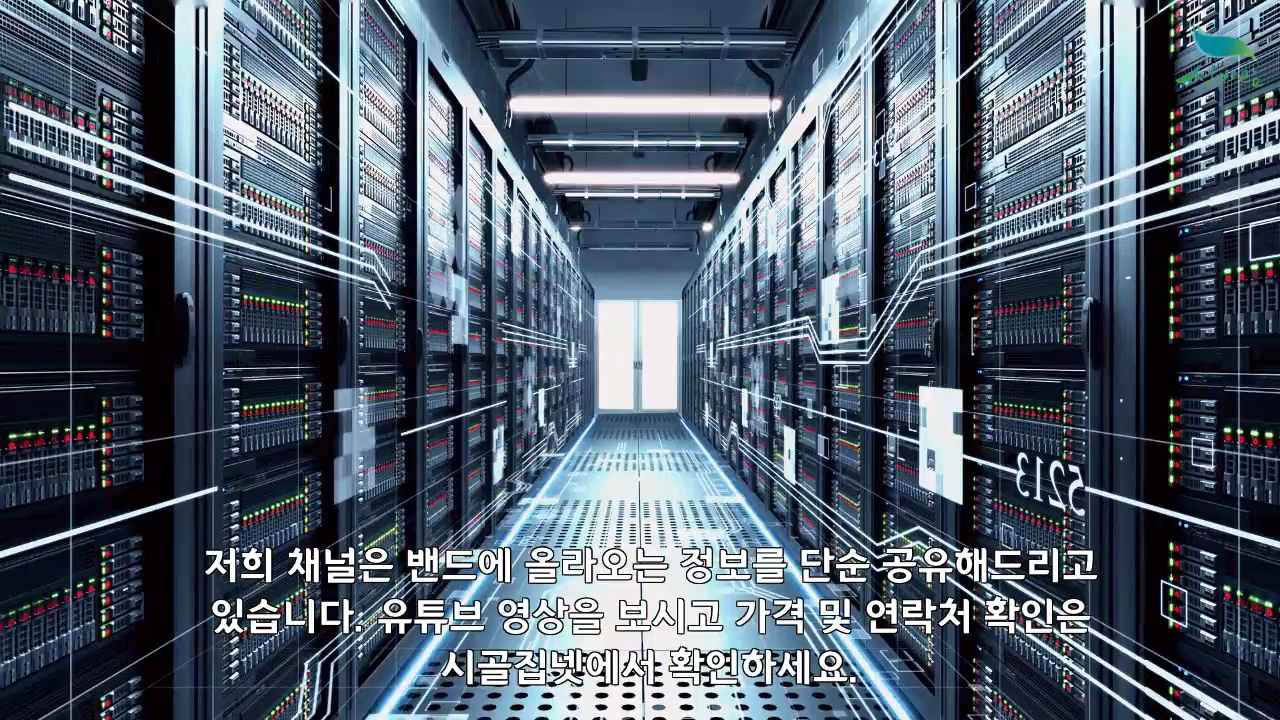 5213
저희 채널은 밴드에 올라오는 정보를 단순 공유해드리고
있습니다. 유튜브 영상을 보시고 가격 및 연락처 확인은
시골집넷에서 확인하세요.